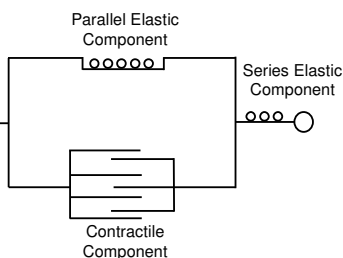 Parallel Elastic
Component
Series Elastic
Component
Contractile
Component